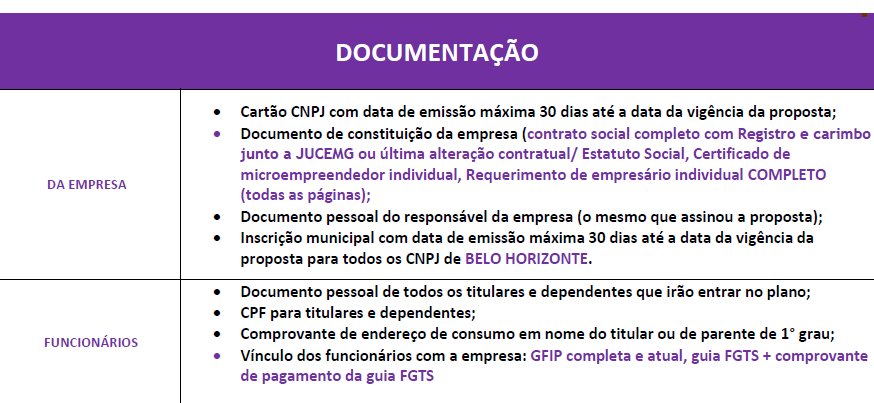 DOCUMENTAÇÃO
DA EMPRESA
• Cartão CNPJ com data de emissão máxima 30 dias até a data da vigência da proposta;
• Documento de constituição da empresa (contrato social completo com Registro e carimbo
junto a JUCEMG ou última alteração contratual/ Estatuto Social, Certificado de
microempreendedor individual, Requerimento de empresário individual COMPLETO
(todas as páginas);
• Documento pessoal do responsável da empresa (o mesmo que assinou a proposta);
• Inscrição municipal com data de emissão máxima 30 dias até a data da vigência da
proposta para todos os CNPJ de BELO HORIZONTE.
FUNCIONÁRIOS
• Documento pessoal de todos os titulares e dependentes que irão entrar no plano;
• CPF para titulares e dependentes;
• Comprovante de endereço de consumo em nome do titular ou de parente de 1° grau;
• Vínculo dos funcionários com a empresa: GFIP completa e atual, guia FGTS + comprovante
de pagamento da guia FGTS